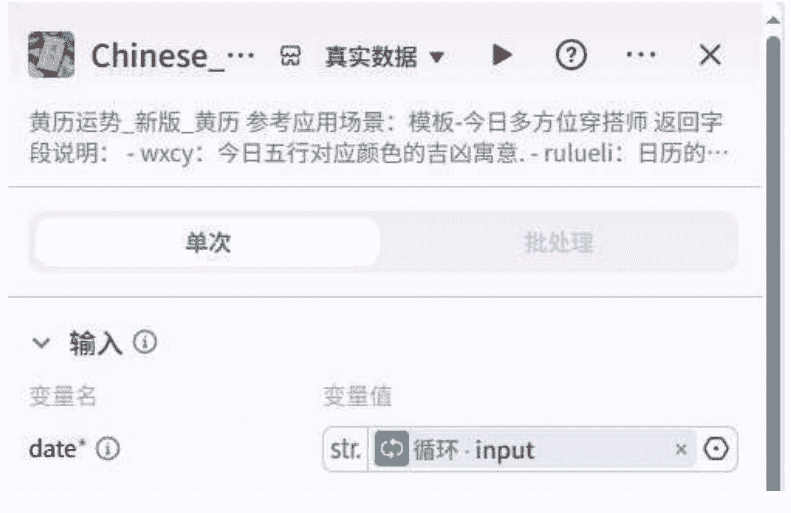 Chinese_… 真实数据
黄历运势_新版_黄历 参考应用场景：模板-今日多方位穿搭师 返回字
段说明： - wxcy：今日五行对应颜色的吉凶寓意. - rulueli：日历的…
单次 批处理
输入
变量名 变量值
date* str. 循环 · input